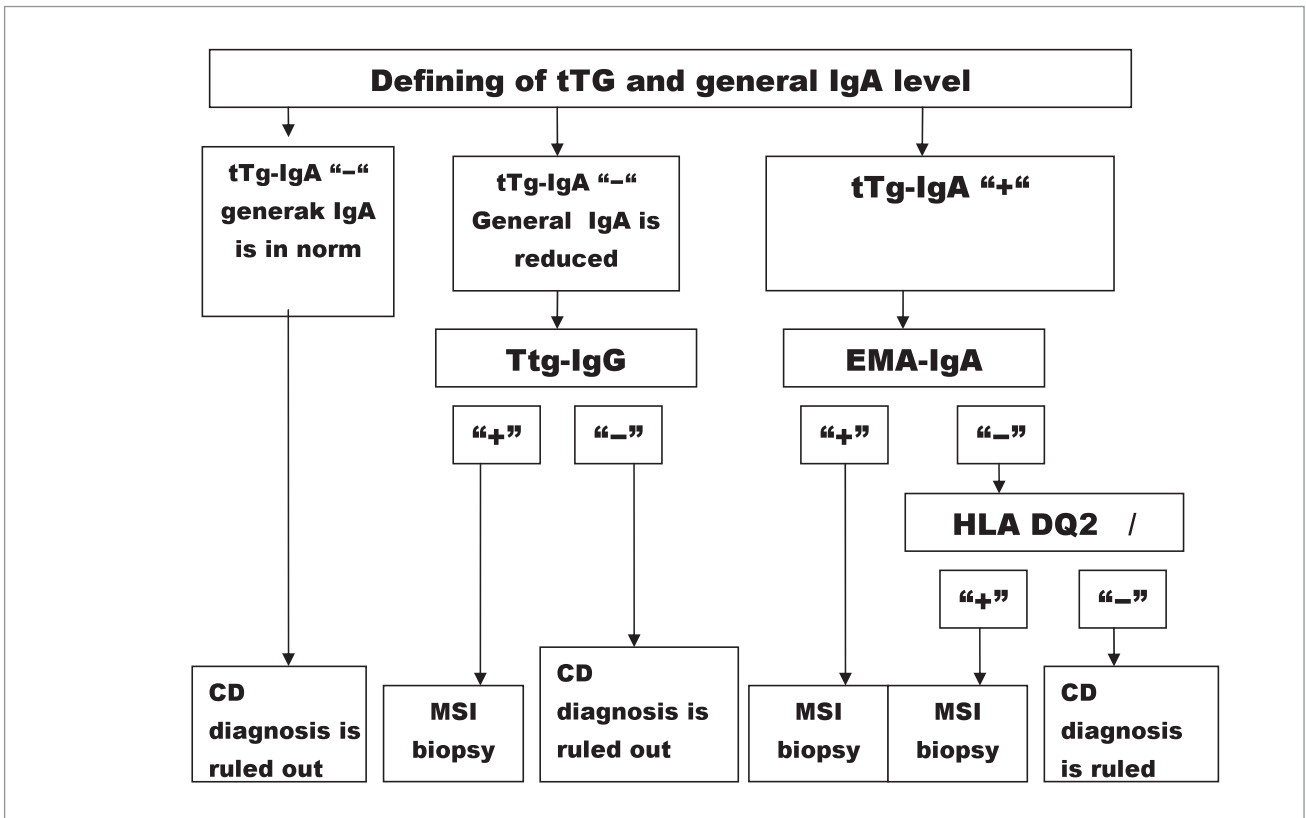 Defining of tTG and general IgA level
tTg-IgA “–“
generak IgA
is in norm
tTg-IgA “–“
General IgA is
reduced
tTg-IgA “+“
Ttg-IgG
EMA-IgA
“+”
“–”
“+”
“–”
HLA DQ2 /
“+”
“–”
CD
diagnosis is
ruled out
MSI
biopsy
CD
diagnosis is
ruled out
MSI
biopsy
MSI
biopsy
CD
diagnosis
is ruled